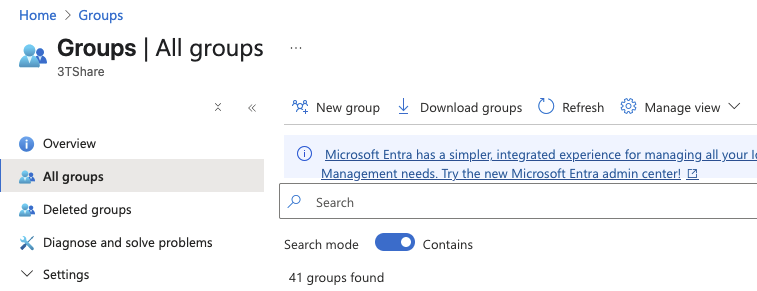 Home > Groups
Groups | All groups ...
3TShare
New group Download groups Refresh Manage view
Overview
All groups
Deleted groups
Diagnose and solve problems
Settings
Microsoft Entra has a simpler, integrated experience for managing all your
Management needs. Try the new Microsoft Entra admin center!
Search
Search mode Contains
41 groups found